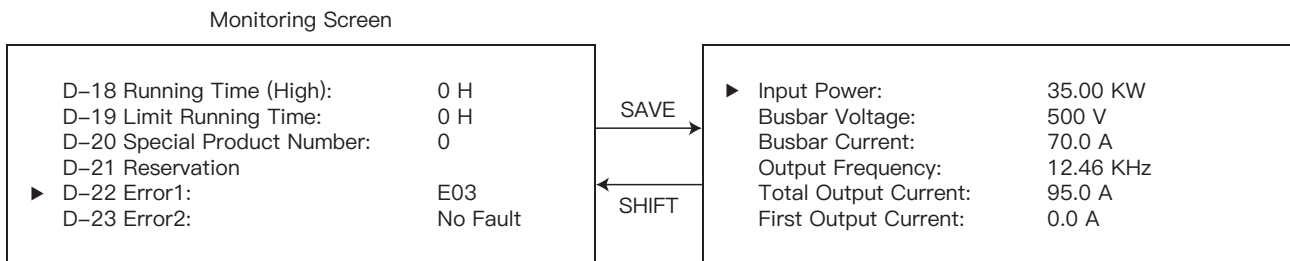 Monitoring Screen
D-18 Running Time (High): 0 H
D-19 Limit Running Time: 0 H
D-20 Special Product Number: 0
D-21 Reservation
▶ D-22 Error1: E03
D-23 Error2: No Fault
SAVE
SHIFT
▶ Input Power: 35.00 KW
Busbar Voltage: 500 V
Busbar Current: 70.0 A
Output Frequency: 12.46 KHz
Total Output Current: 95.0 A
First Output Current: 0.0 A